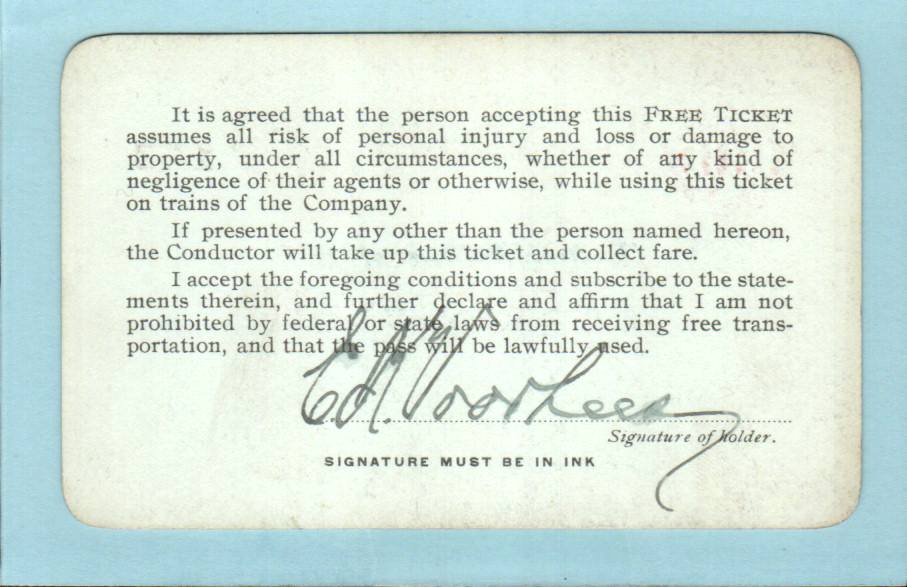 It is agreed that the person accepting this FREE TICKET
assumes all risk of personal injury and loss or damage to
property, under all circumstances, whether of any kind of
negligence of their agents or otherwise, while using this ticket
on trains of the Company.
If presented by any other than the person named hereon,
the Conductor will take up this ticket and collect fare.
I accept the foregoing conditions and subscribe to the state-
ments therein, and further declare and affirm that I am not
prohibited by federal or state laws from receiving free trans-
portation, and that the pass will be lawfully used.
Voorhees
Signature of holder.
SIGNATURE MUST BE IN INK